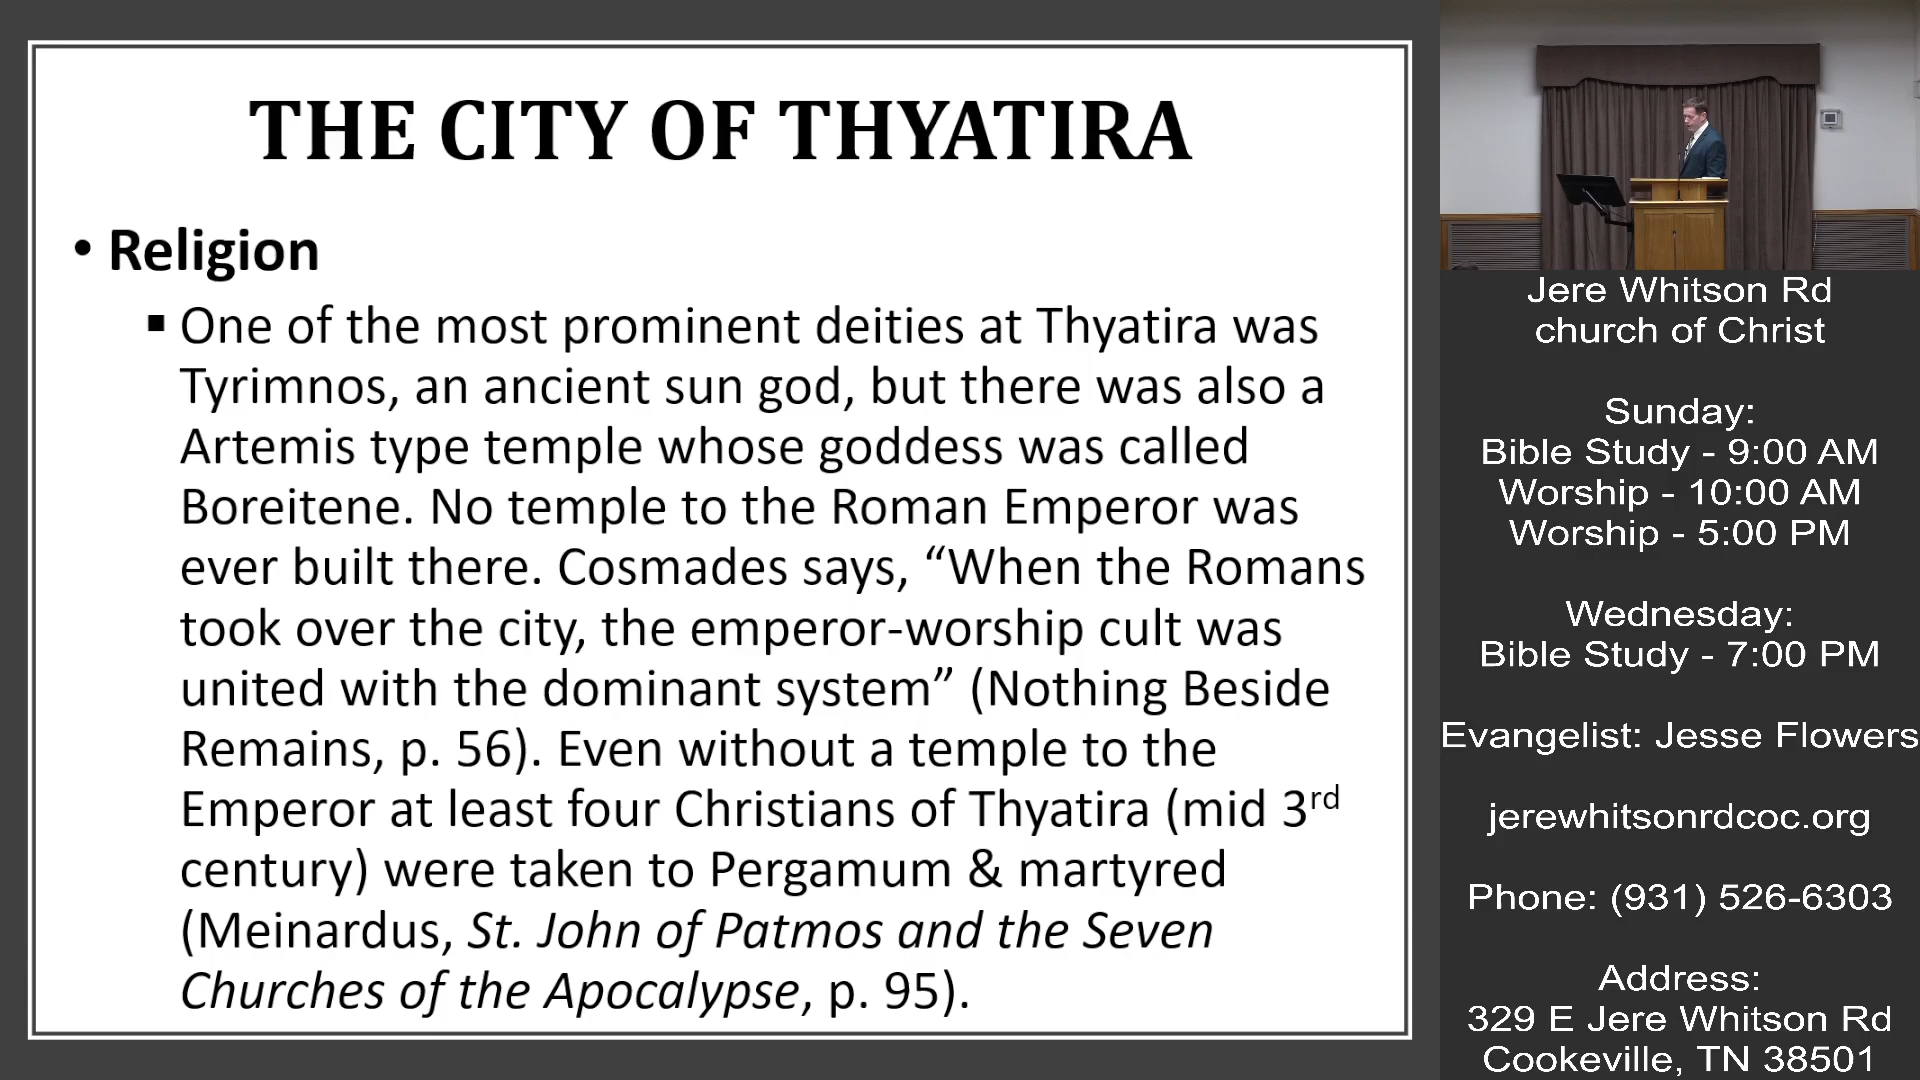 THE CITY OF THYATIRA
• Religion
▪ One of the most prominent deities at Thyatira was
Tyrimnos, an ancient sun god, but there was also a
Artemis type temple whose goddess was called
Boreitene. No temple to the Roman Emperor was
ever built there. Cosmades says, “When the Romans
took over the city, the emperor-worship cult was
united with the dominant system” (Nothing Beside
Remains, p. 56). Even without a temple to the
Emperor at least four Christians of Thyatira (mid 3rd
century) were taken to Pergamum & martyred
(Meinardus, St. John of Patmos and the Seven
Churches of the Apocalypse, p. 95).
Jere Whitson Rd
church of Christ
Sunday:
Bible Study - 9:00 AM
Worship - 10:00 AM
Worship - 5:00 PM
Wednesday:
Bible Study - 7:00 PM
Evangelist: Jesse Flowers
jerewhitsonrdcoc.org
Phone: (931) 526-6303
Address:
329 E Jere Whitson Rd
Cookeville, TN 38501